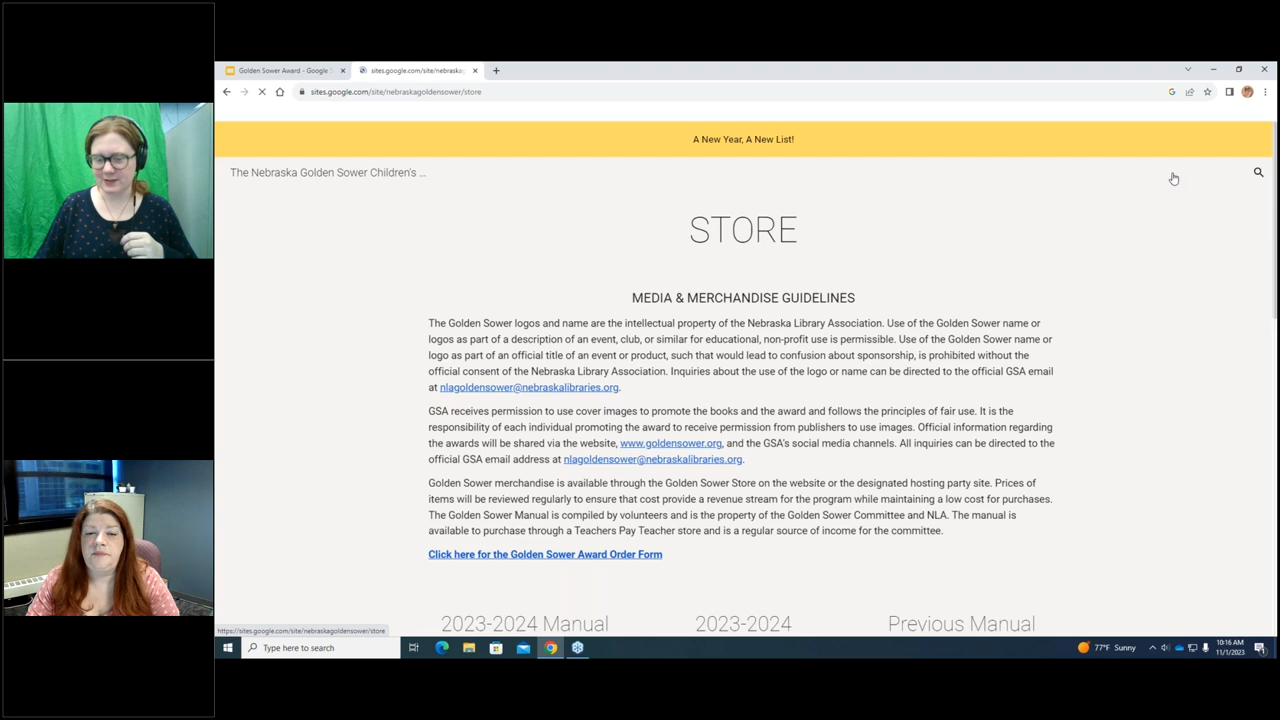 Golden Sower Award - Google S
sites.google.com/site/nebraska
sites.google.com/site/nebraskagoldensower/store
A New Year, A New List!
The Nebraska Golden Sower Children's ...
STORE
MEDIA & MERCHANDISE GUIDELINES
The Golden Sower logos and name are the intellectual property of the Nebraska Library Association. Use of the Golden Sower name or
logos as part of a description of an event, club, or similar for educational, non-profit use is permissible. Use of the Golden Sower name or
logo as part of an official title of an event or product, such that would lead to confusion about sponsorship, is prohibited without the
official consent of the Nebraska Library Association. Inquiries about the use of the logo or name can be directed to the official GSA email
at nlagoldensower@nebraskalibraries.org.
GSA receives permission to use cover images to promote the books and the award and follows the principles of fair use. It is the
responsibility of each individual promoting the award to receive permission from publishers to use images. Official information regarding
the awards will be shared via the website, www.goldensower.org, and the GSA's social media channels. All inquiries can be directed to the
official GSA email address at nlagoldensower@nebraskalibraries.org.
Golden Sower merchandise is available through the Golden Sower Store on the website or the designated hosting party site. Prices of
items will be reviewed regularly to ensure that cost provide a revenue stream for the program while maintaining a low cost for purchases.
The Golden Sower Manual is compiled by volunteers and is the property of the Golden Sower Committee and NLA. The manual is
available to purchase through a Teachers Pay Teacher store and is a regular source of income for the committee.
Click here for the Golden Sower Award Order Form
2023-2024 Manual
2023-2024
Previous Manual
https://sites.google.com/site/nebraskagoldensower/store
Type here to search
77°F Sunny
10:16 AM
11/1/2023